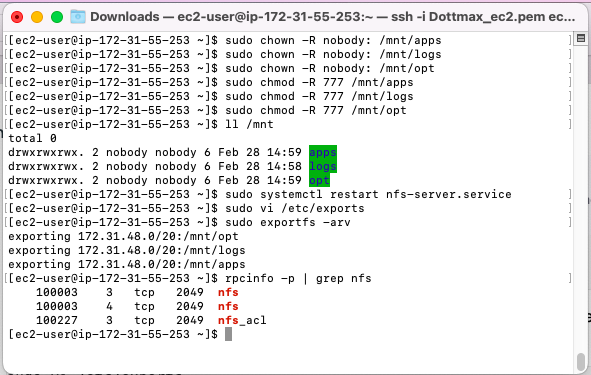 Downloads — ec2-user@ip-172-31-55-253:~ — ssh -i Dottmax_ec2.pem ec...
[[ec2-user@ip-172-31-55-253 ~]$ sudo chown -R nobody: /mnt/apps ]
[[ec2-user@ip-172-31-55-253 ~]$ sudo chown -R nobody: /mnt/logs ]
[[ec2-user@ip-172-31-55-253 ~]$ sudo chown -R nobody: /mnt/opt ]
[[ec2-user@ip-172-31-55-253 ~]$ sudo chmod -R 777 /mnt/apps ]
[[ec2-user@ip-172-31-55-253 ~]$ sudo chmod -R 777 /mnt/logs ]
[[ec2-user@ip-172-31-55-253 ~]$ sudo chmod -R 777 /mnt/opt ]
[[ec2-user@ip-172-31-55-253 ~]$ ll /mnt ]
total 0
drwxrwxrwx. 2 nobody nobody 6 Feb 28 14:59 apps
drwxrwxrwx. 2 nobody nobody 6 Feb 28 14:58 logs
drwxrwxrwx. 2 nobody nobody 6 Feb 28 14:59 opt
[[ec2-user@ip-172-31-55-253 ~]$ sudo systemctl restart nfs-server.service ]
[[ec2-user@ip-172-31-55-253 ~]$ sudo vi /etc/exports ]
[[ec2-user@ip-172-31-55-253 ~]$ sudo exportfs -arv ]
exporting 172.31.48.0/20:/mnt/opt
exporting 172.31.48.0/20:/mnt/logs
exporting 172.31.48.0/20:/mnt/apps
[[ec2-user@ip-172-31-55-253 ~]$ rpcinfo -p | grep nfs ]
100003 3 tcp 2049 nfs
100003 4 tcp 2049 nfs
100227 3 tcp 2049 nfs_acl
[ec2-user@ip-172-31-55-253 ~]$